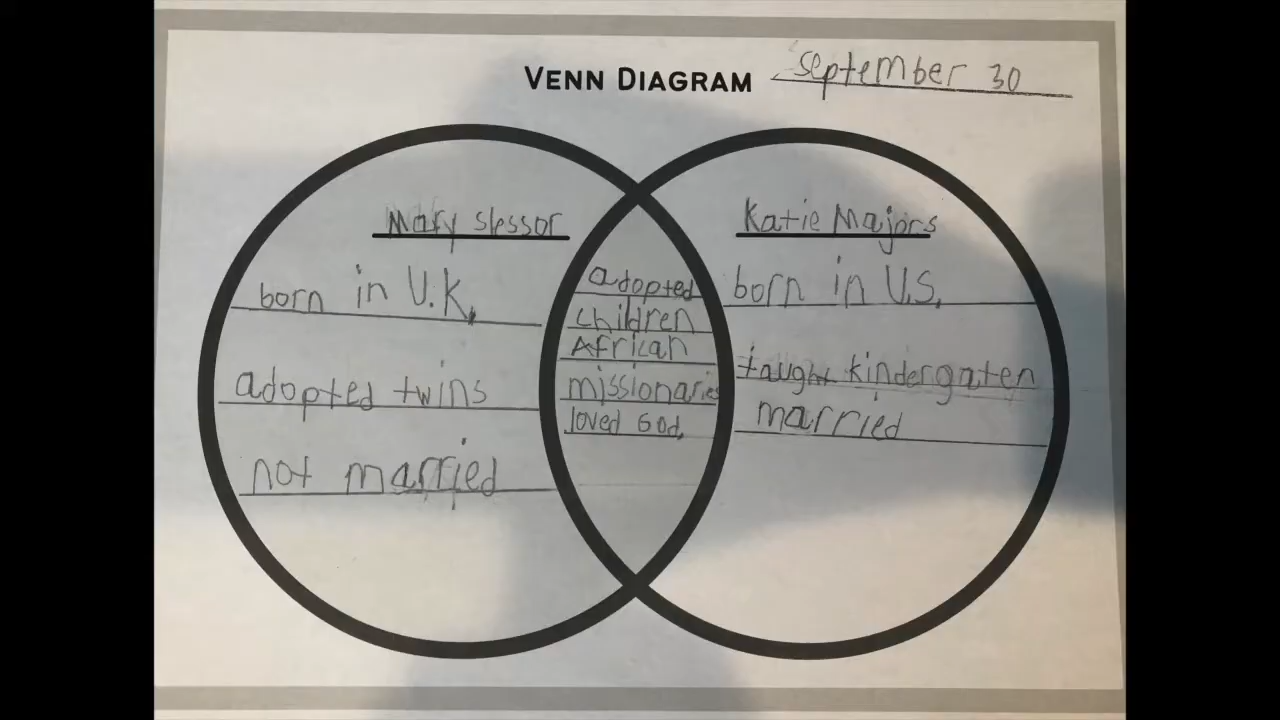 VENN DIAGRAM September 30
Mary slessor
born in U.K.
adopted twins
not married
adopted
children
African
missionaries
loved God.
Katie Majors
born in U.S.
taught kindergaten
married